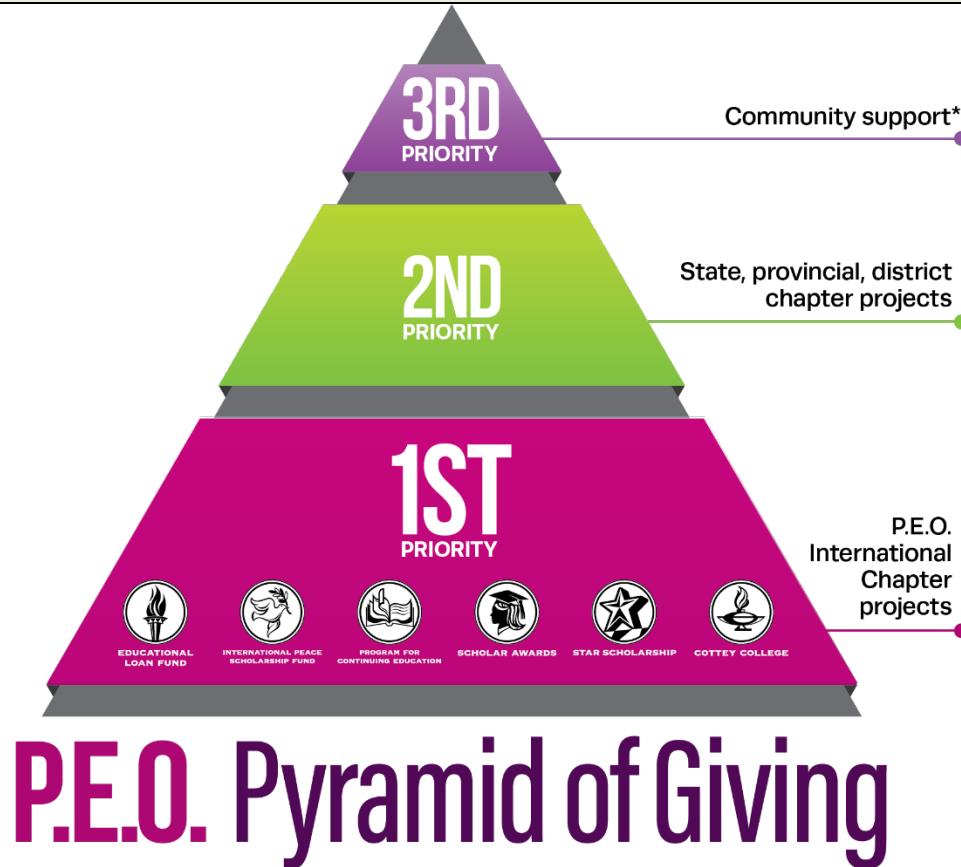 3RD
PRIORITY
Community support*
2ND
PRIORITY
State, provincial, district
chapter projects
1ST
PRIORITY
P.E.O.
International
Chapter
projects
EDUCATIONAL
LOAN FUND
INTERNATIONAL PEACE
SCHOLARSHIP FUND
PROGRAM FOR
CONTINUING EDUCATION
SCHOLAR AWARDS
STAR SCHOLARSHIP
COTTEY COLLEGE
P.E.O. Pyramid of Giving